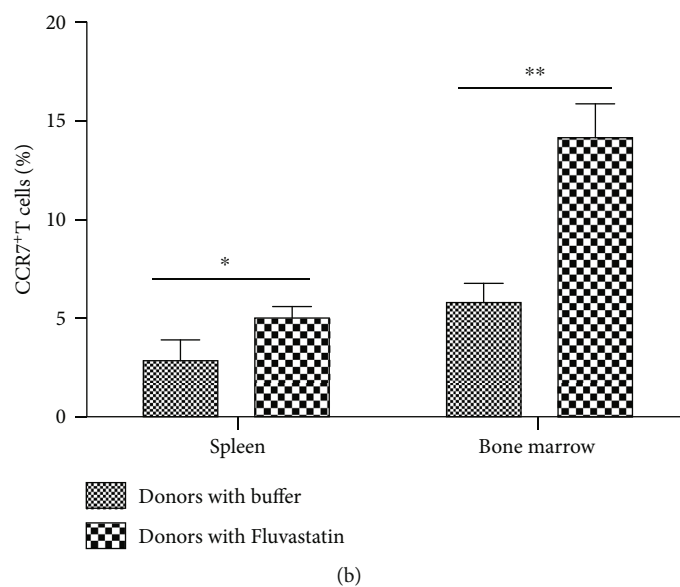 20
15
10
5
0
CCR7⁺T cells (%)
*
**
Spleen
Bone marrow
Donors with buffer
Donors with Fluvastatin
(b)